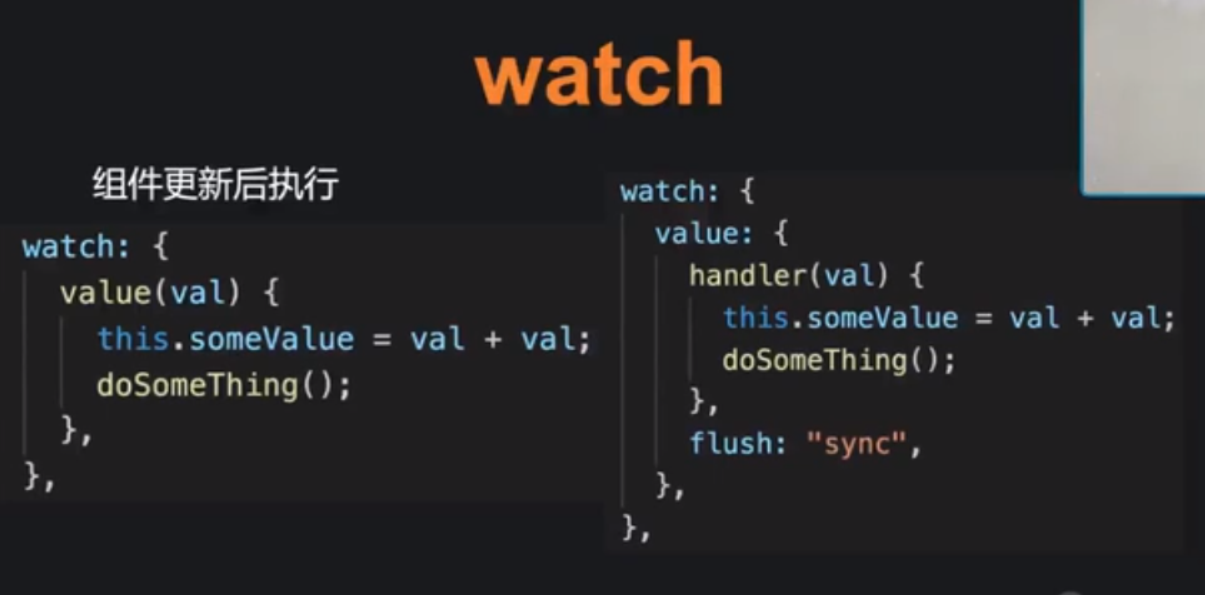 watch
组件更新后执行
watch: {
value(val) {
this.someValue = val + val;
doSomeThing();
},
},
watch: {
value: {
handler(val) {
this.someValue = val + val;
doSomeThing();
},
flush: "sync",
},
},